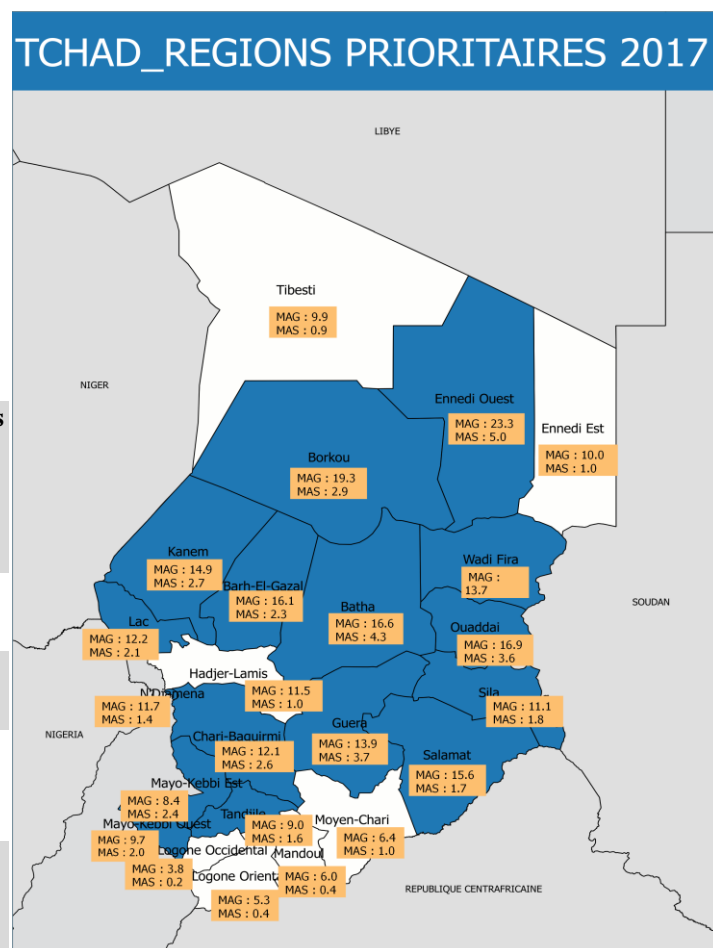 TCHAD_REGIONS PRIORITAIRES 2017
LIBYE
Tibesti
MAG : 9.9
MAS : 0.9
NIGER
Ennedi Ouest
MAG : 23.3
MAS : 5.0
Ennedi Est
MAG : 10.0
MAS : 1.0
s
Borkou
MAG : 19.3
MAS : 2.9
Kanem
MAG : 14.9
MAS : 2.7
Barh-El-Gazal
MAG : 16.1
MAS : 2.3
Wadi Fira
MAG :
13.7
Batha
MAG : 16.6
MAS : 4.3
SOUDAN
Lac
MAG : 12.2
MAS : 2.1
Ouaddai
MAG : 16.9
MAS : 3.6
Hadjer-Lamis
MAG : 11.5
MAS : 1.0
N'Djamena
MAG : 11.7
MAS : 1.4
Sila
MAG : 11.1
MAS : 1.8
NIGERIA
Chari-Baguirmi
MAG : 12.1
MAS : 2.6
Guera
MAG : 13.9
MAS : 3.7
Salamat
MAG : 15.6
MAS : 1.7
Mayo-Kebbi Est
MAG : 8.4
MAS : 2.4
Mayo-Kebbi Ouest
MAG : 9.7
MAS : 2.0
Tandjile
MAG : 9.0
MAS : 1.6
Moyen-Chari
MAG : 6.4
MAS : 1.0
Logone Occidental
MAG : 3.8
MAS : 0.2
Mandoul
MAG : 6.0
MAS : 0.4
Logone Orienta
MAG : 5.3
MAS : 0.4
REPUBLIQUE CENTRAFRICAINE